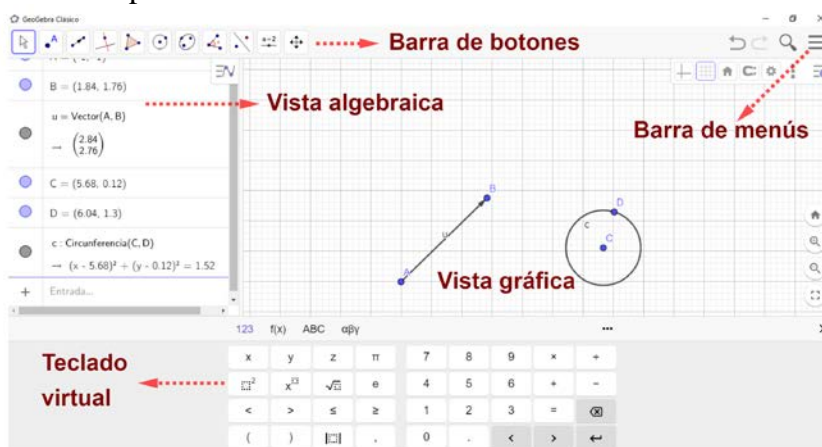 GeoGebra Clásico
Barra de botones
B = (1.84, 1.76)
Vista algebraica
u = Vector(A, B)
→ (2.84
2.76)
Barra de menús
C = (5.68, 0.12)
D = (6.04, 1.3)
c : Circunferencia(C, D)
→ (x - 5.68)² + (y - 0.12)² = 1.52
Entrada...
B
u
A
D
c
C
Vista gráfica
123 f(x) ABC αβγ
Teclado
virtual
x y z π 7 8 9 × ÷
□² x□ √□ e 4 5 6 + −
< > ≤ ≥ 1 2 3 =
( ) |□| , 0 . < >